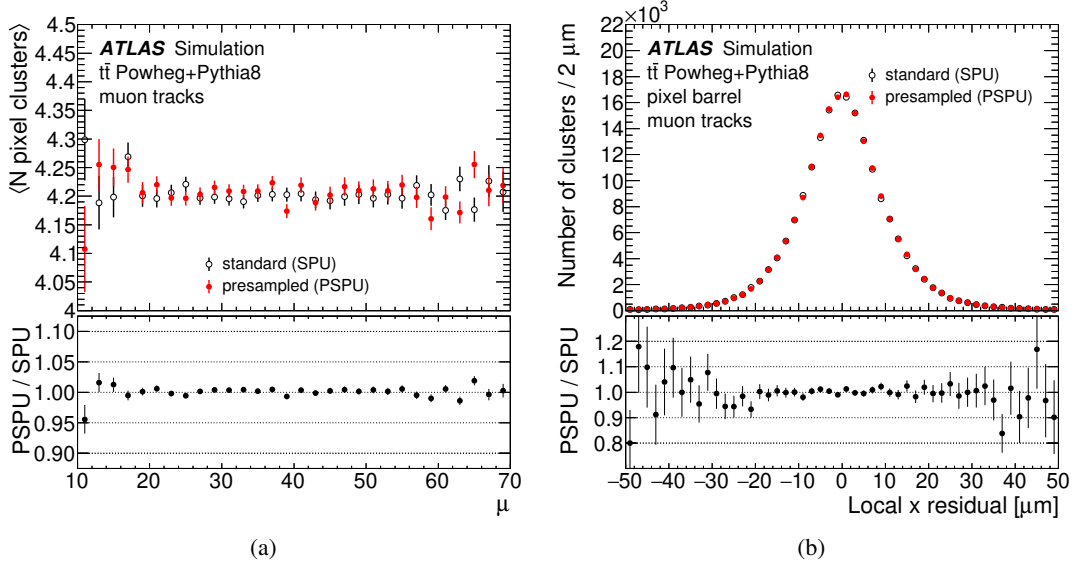 ⟨N pixel clusters⟩
4.5
4.45
4.4
4.35
4.3
4.25
4.2
4.15
4.1
4.05
4
ATLAS Simulation
tt̄ Powheg+Pythia8
muon tracks
standard (SPU)
presampled (PSPU)
PSPU / SPU
1.10
1.05
1.00
0.95
0.90
10 20 30 40 50 60 70
μ
(a)
Number of clusters / 2 μm
22 ×10³
20
18
16
14
12
10
8
6
4
2
0
ATLAS Simulation
tt̄ Powheg+Pythia8
pixel barrel
muon tracks
standard (SPU)
presampled (PSPU)
PSPU / SPU
1.2
1.1
1.0
0.9
0.8
−50 −40 −30 −20 −10 0 10 20 30 40 50
Local x residual [μm]
(b)